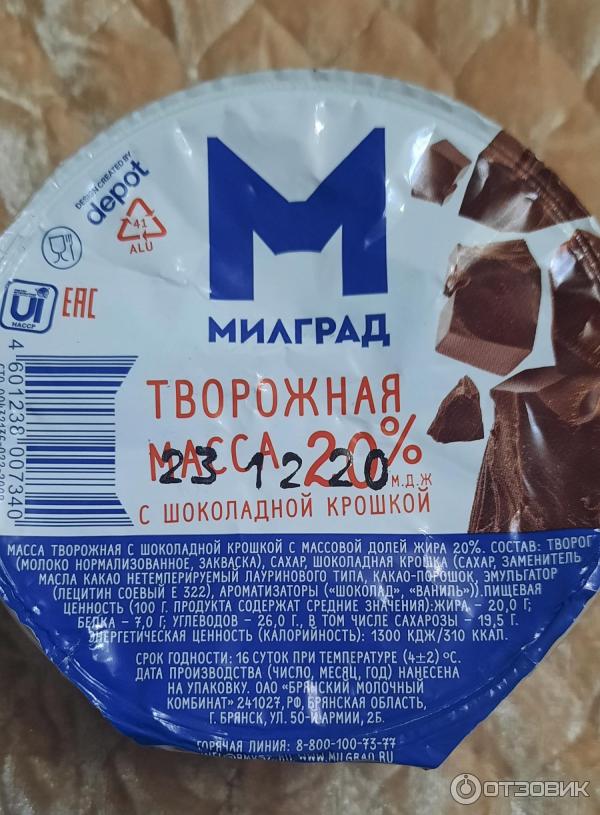 DESIGN CREATED BY
depot
41
ALU
UI
HACCP
EAC
МИЛГРАД
4 601238 007340
ТВОРОЖНАЯ
МАССА 20%
М.Д.Ж
23 12 20
С ШОКОЛАДНОЙ КРОШКОЙ
МАССА ТВОРОЖНАЯ С ШОКОЛАДНОЙ КРОШКОЙ С МАССОВОЙ ДОЛЕЙ ЖИРА 20%. СОСТАВ: ТВОРОГ
(МОЛОКО НОРМАЛИЗОВАННОЕ, ЗАКВАСКА), САХАР, ШОКОЛАДНАЯ КРОШКА (САХАР, ЗАМЕНИТЕЛЬ
МАСЛА КАКАО НЕТЕМПЕРИРУЕМЫЙ ЛАУРИНОВОГО ТИПА, КАКАО-ПОРОШОК, ЭМУЛЬГАТОР
(ЛЕЦИТИН СОЕВЫЙ Е 322), АРОМАТИЗАТОРЫ («ШОКОЛАД», «ВАНИЛЬ»)).ПИЩЕВАЯ
ЦЕННОСТЬ (100 Г. ПРОДУКТА СОДЕРЖАТ СРЕДНИЕ ЗНАЧЕНИЯ):ЖИРА – 20,0 Г;
БЕЛКА – 7,0 Г; УГЛЕВОДОВ – 26,0 Г., В ТОМ ЧИСЛЕ САХАРОЗЫ – 19,5 Г.
ЭНЕРГЕТИЧЕСКАЯ ЦЕННОСТЬ (КАЛОРИЙНОСТЬ): 1300 КДЖ/310 ККАЛ.
СРОК ГОДНОСТИ: 16 СУТОК ПРИ ТЕМПЕРАТУРЕ (4±2) °С.
ДАТА ПРОИЗВОДСТВА (ЧИСЛО, МЕСЯЦ, ГОД) НАНЕСЕНА
НА УПАКОВКУ. ОАО «БРЯНСКИЙ МОЛОЧНЫЙ
КОМБИНАТ» 241027, РФ, БРЯНСКАЯ ОБЛАСТЬ,
Г. БРЯНСК, УЛ. 50-Й АРМИИ, 2Б.
ГОРЯЧАЯ ЛИНИЯ: 8-800-100-73-77
WWW.MILGRAD.RU
ОТЗОВИК